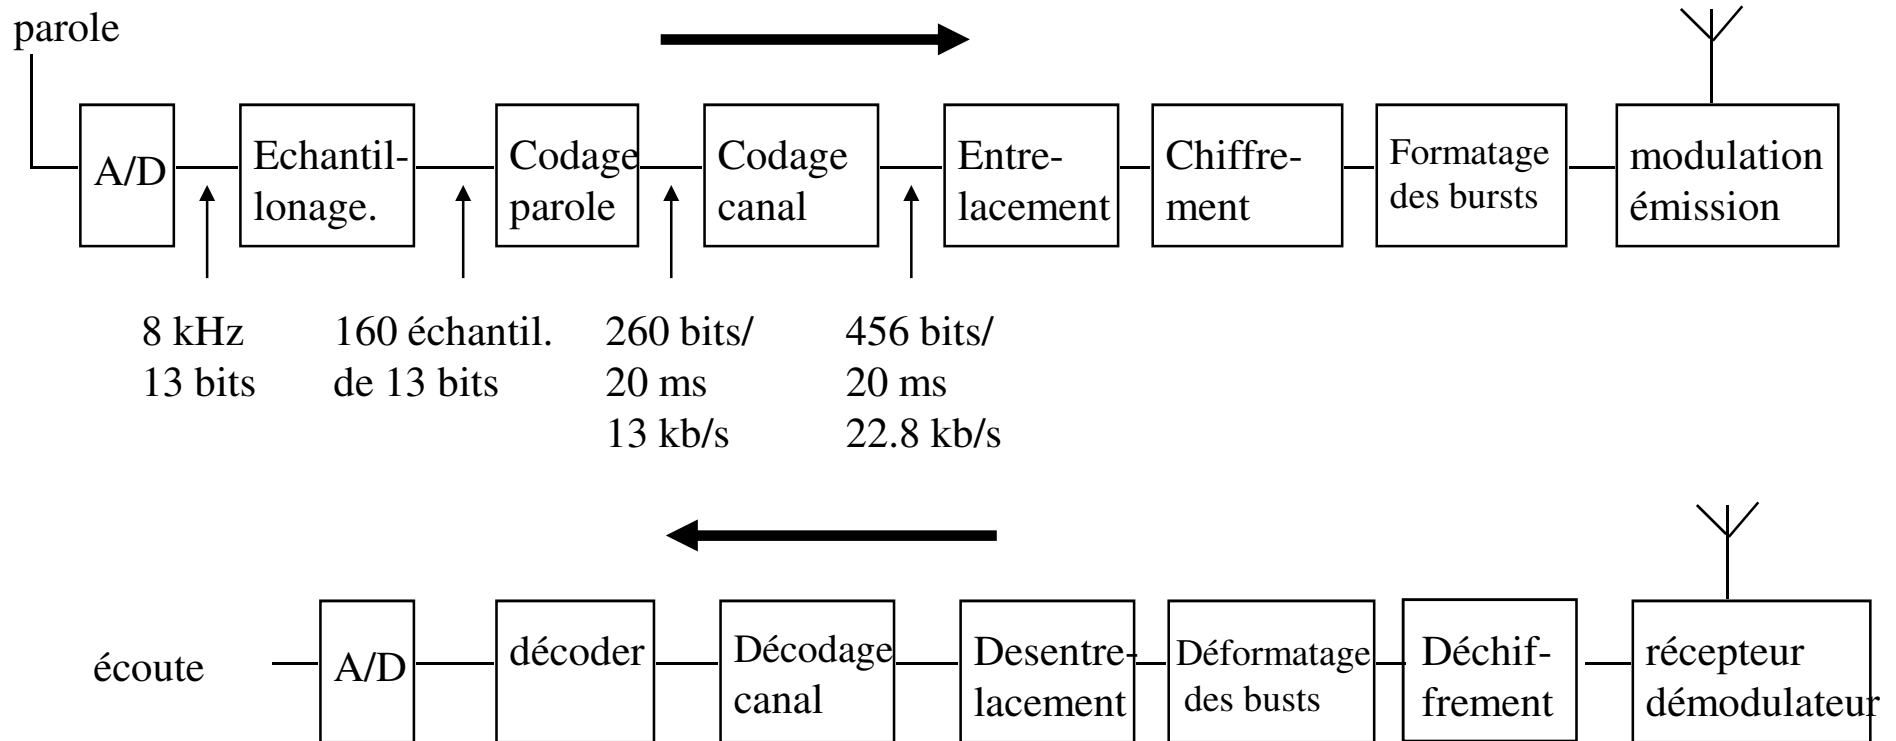 parole
A/D
Echantil-
lonage.
Codage
parole
Codage
canal
Entre-
lacement
Chiffre-
ment
Formatage
des bursts
modulation
émission
8 kHz
13 bits
160 échantil.
de 13 bits
260 bits/
20 ms
13 kb/s
456 bits/
20 ms
22.8 kb/s
écoute
A/D
décoder
Décodage
canal
Desentre-
lacement
Déformatage
des busts
Déchif-
frement
récepteur
démodulateur